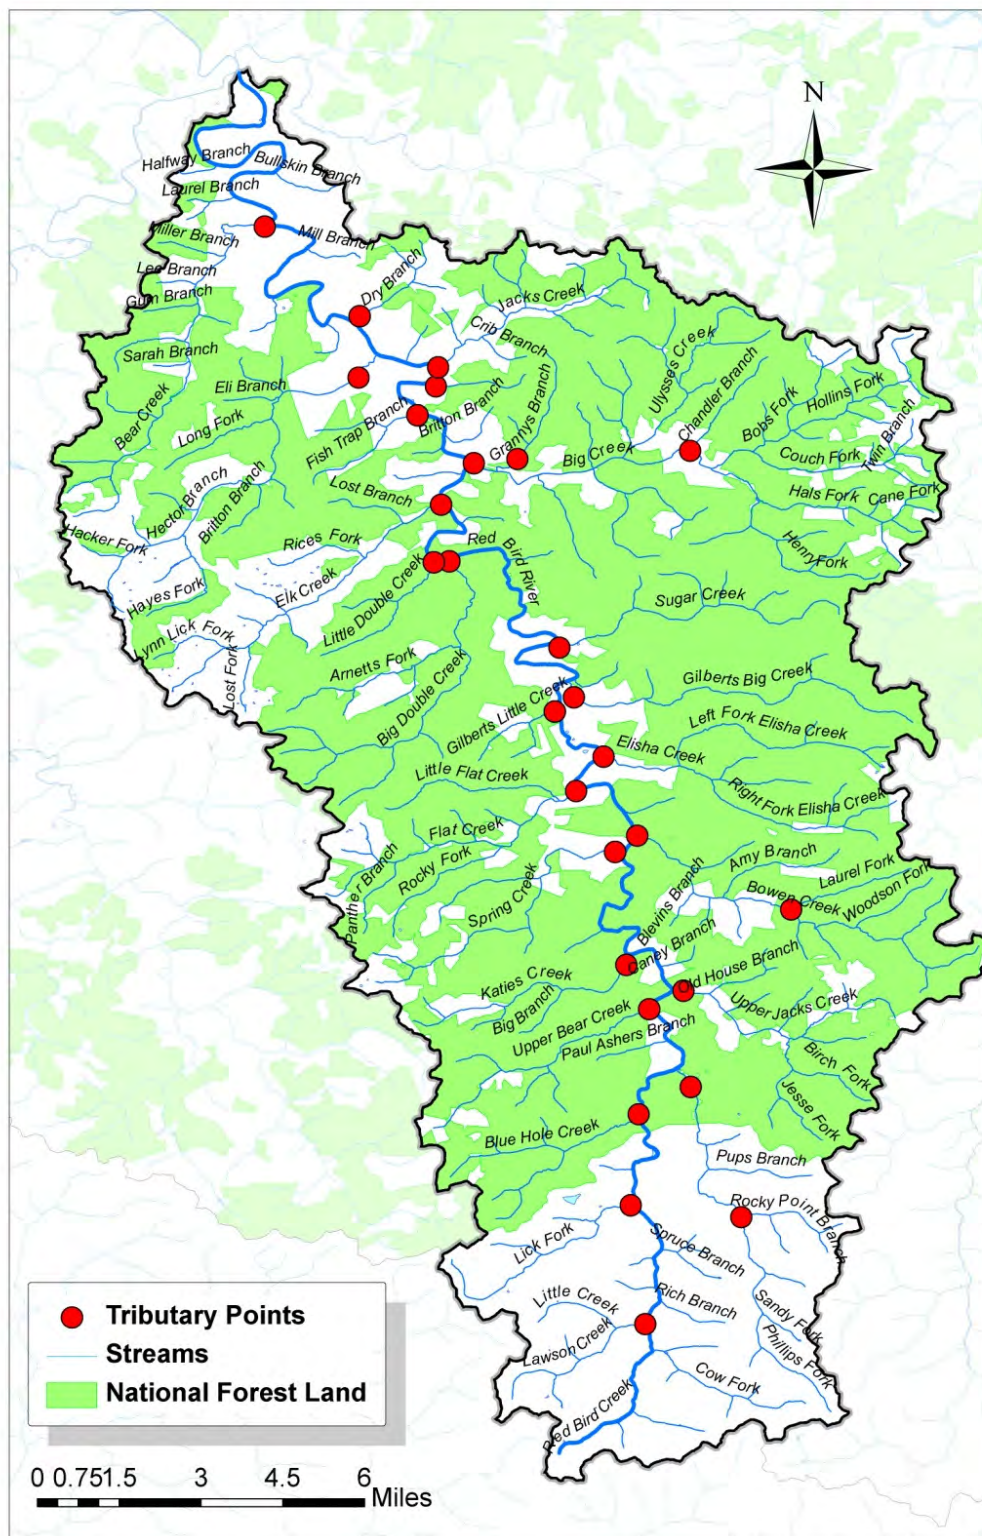 N
Halfway Branch
Bullskin Branch
Laurel Branch
Miller Branch
Mill Branch
Lee Branch
Gum Branch
Dry Branch
Jacks Creek
Crib Branch
Sarah Branch
Ulysses Creek
Chandler Branch
Eli Branch
Bear Creek
Long Fork
Fish Trap Branch
Britton Branch
Grannys Branch
Bobs Fork
Hollins Fork
Twin Branch
Big Creek
Couch Fork
Hector Branch
Britton Branch
Lost Branch
Hals Fork
Cane Fork
Hacker Fork
Rices Fork
Red Bird River
Henry Fork
Hayes Fork
Elk Creek
Little Double Creek
Sugar Creek
Lynn Lick Fork
Lost Fork
Arnetts Fork
Big Double Creek
Gilberts Little Creek
Gilberts Big Creek
Left Fork Elisha Creek
Elisha Creek
Little Flat Creek
Right Fork Elisha Creek
Flat Creek
Rocky Fork
Panther Branch
Spring Creek
Amy Branch
Laurel Fork
Blevins Branch
Bowen Creek
Woodson Fork
Caney Branch
Old House Branch
Katies Creek
Big Branch
Upper Bear Creek
Upper Jacks Creek
Paul Ashers Branch
Birch Fork
Jesse Fork
Blue Hole Creek
Pups Branch
Rocky Point Branch
Lick Fork
Spruce Branch
Little Creek
Rich Branch
Sandy Fork
Lawson Creek
Phillips Fork
Cow Fork
Red Bird Creek
Tributary Points
Streams
National Forest Land
0 0.75 1.5 3 4.5 6
Miles